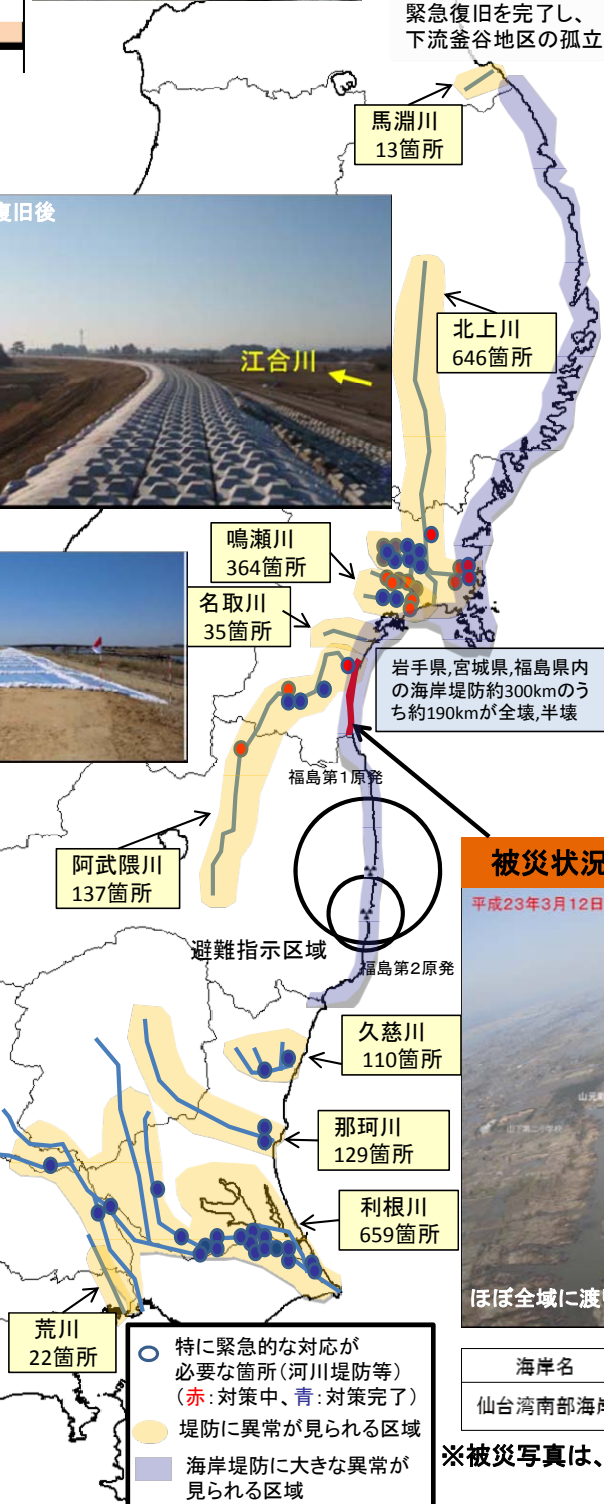 緊急復旧を完了し、
下流釜谷地区の孤立
馬淵川
13箇所
復旧後
江合川
北上川
646箇所
鳴瀬川
364箇所
名取川
35箇所
岩手県,宮城県,福島県内
の海岸堤防約300kmのう
ち約190kmが全壊,半壊
福島第1原発
阿武隈川
137箇所
被災状況
平成23年3月12日
避難指示区域
福島第2原発
久慈川
110箇所
山下第二小学校
那珂川
129箇所
利根川
659箇所
ほぼ全域に渡
荒川
22箇所
特に緊急的な対応が
必要な箇所(河川堤防等)
(赤:対策中、青:対策完了)
堤防に異常が見られる区域
海岸堤防に大きな異常が
見られる区域
海岸名
仙台湾南部海岸
※被災写真は、